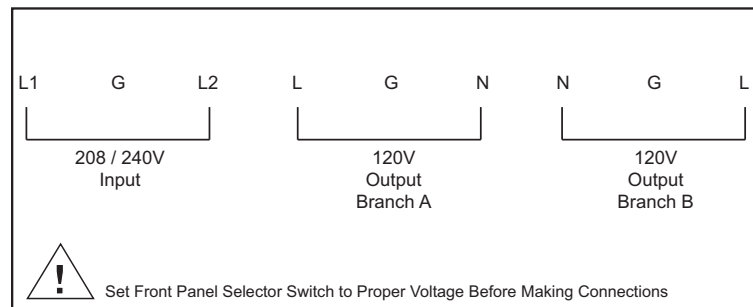 L1 G L2 L G N N G L
208 / 240V 120V 120V
Input Output Output
Branch A Branch B
! Set Front Panel Selector Switch to Proper Voltage Before Making Connections